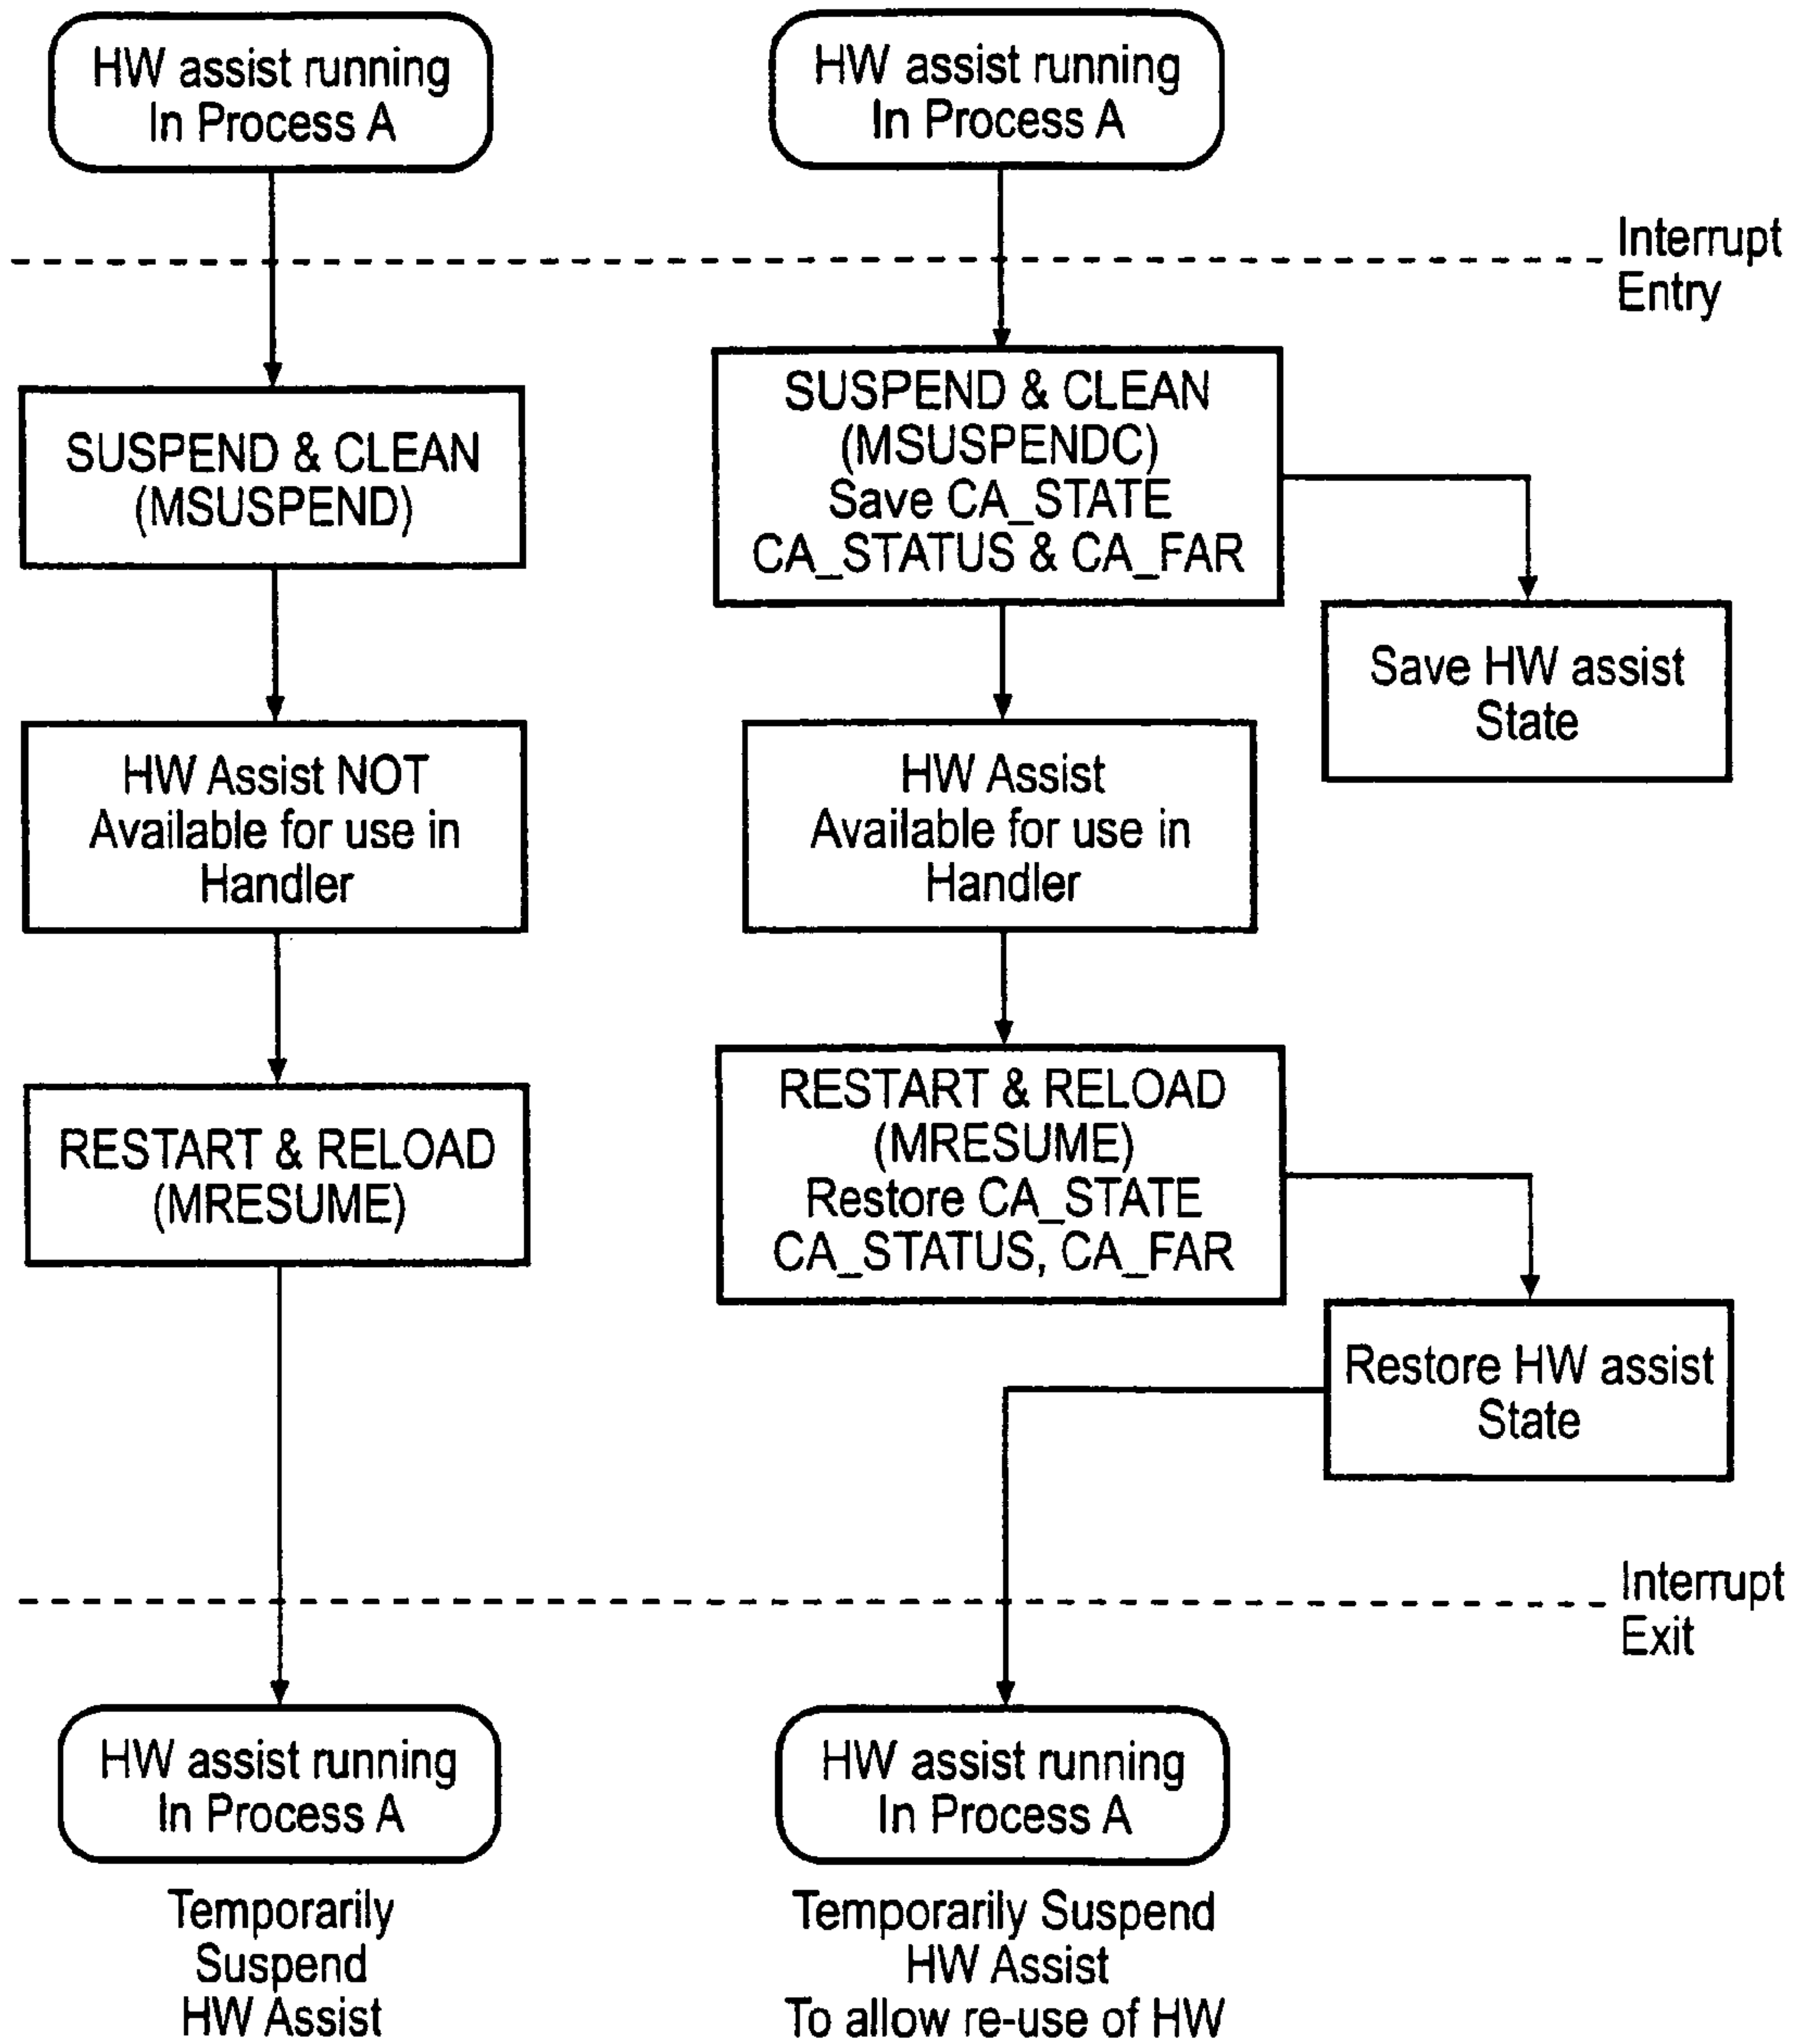 HW assist running
In Process A
HW assist running
In Process A
Interrupt
Entry
SUSPEND & CLEAN
(MSUSPEND)
SUSPEND & CLEAN
(MSUSPENDC)
Save CA_STATE
CA_STATUS & CA_FAR
Save HW assist
State
HW Assist NOT
Available for use in
Handler
HW Assist
Available for use in
Handler
RESTART & RELOAD
(MRESUME)
RESTART & RELOAD
(MRESUME)
Restore CA_STATE
CA_STATUS, CA_FAR
Restore HW assist
State
Interrupt
Exit
HW assist running
In Process A
HW assist running
In Process A
Temporarily
Suspend
HW Assist
Temporarily Suspend
HW Assist
To allow re-use of HW